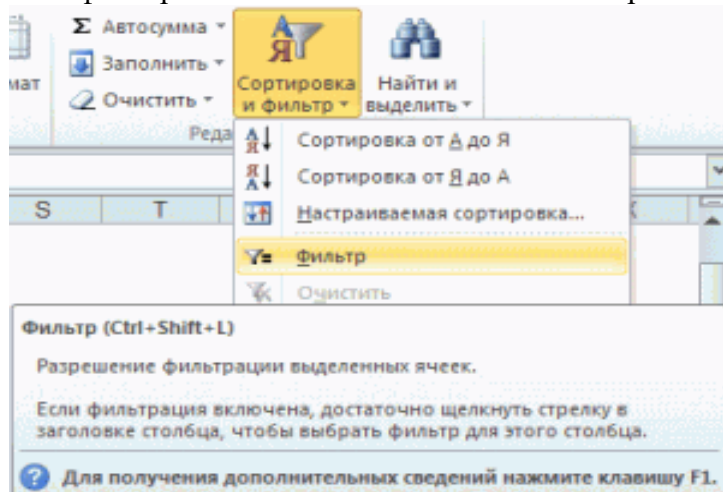 Σ Автосумма
Заполнить
Очистить
мат
Сортировка и фильтр
Найти и выделить
Реда
Сортировка от А до Я
Сортировка от Я до А
Настраиваемая сортировка...
S T
Фильтр
Очистить
Фильтр (Ctrl+Shift+L)
Разрешение фильтрации выделенных ячеек.
Если фильтрация включена, достаточно щелкнуть стрелку в
заголовке столбца, чтобы выбрать фильтр для этого столбца.
Для получения дополнительных сведений нажмите клавишу F1.